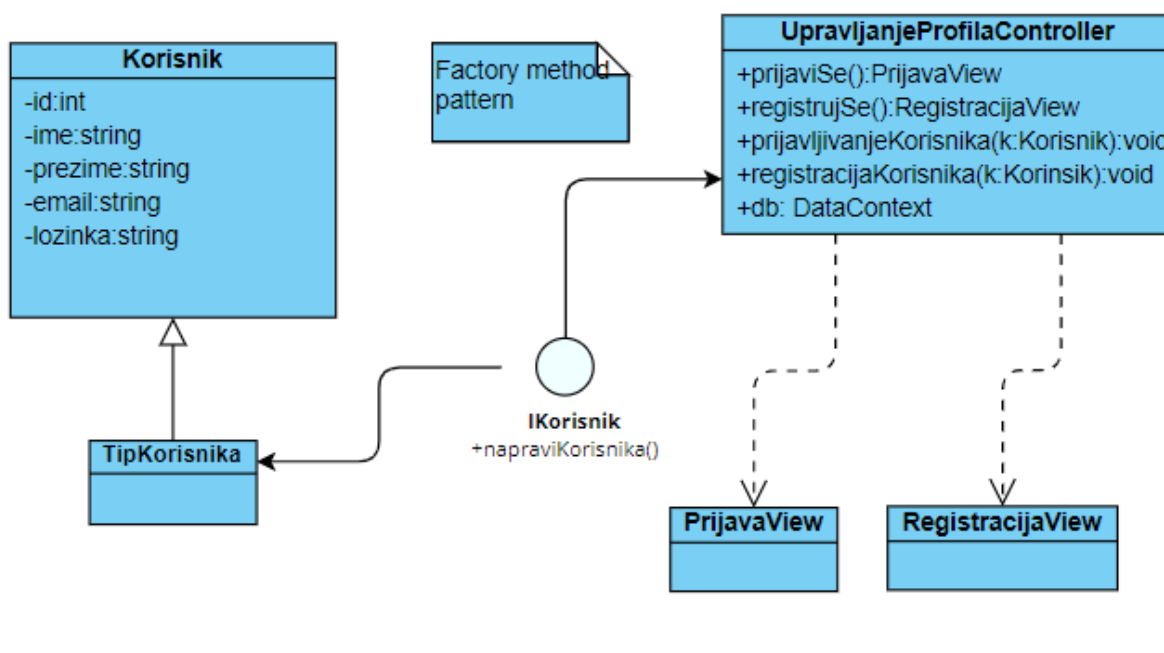 Korisnik
-id:int
-ime:string
-prezime:string
-email:string
-lozinka:string
Factory method
pattern
UpravljanjeProfilaController
+prijaviSe():PrijavaView
+registrujSe():RegistracijaView
+prijavljivanjeKorisnika(k:Korisnik):void
+registracijaKorisnika(k:Korinsik):void
+db: DataContext
IKorisnik
+napraviKorisnika()
TipKorisnika
PrijavaView
RegistracijaView